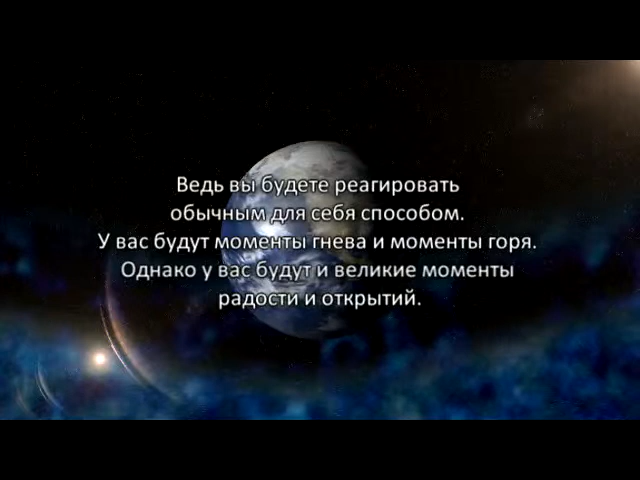 Ведь вы будете реагировать
обычным для себя способом.
У вас будут моменты гнева и моменты горя.
Однако у вас будут и великие моменты
радости и открытий.